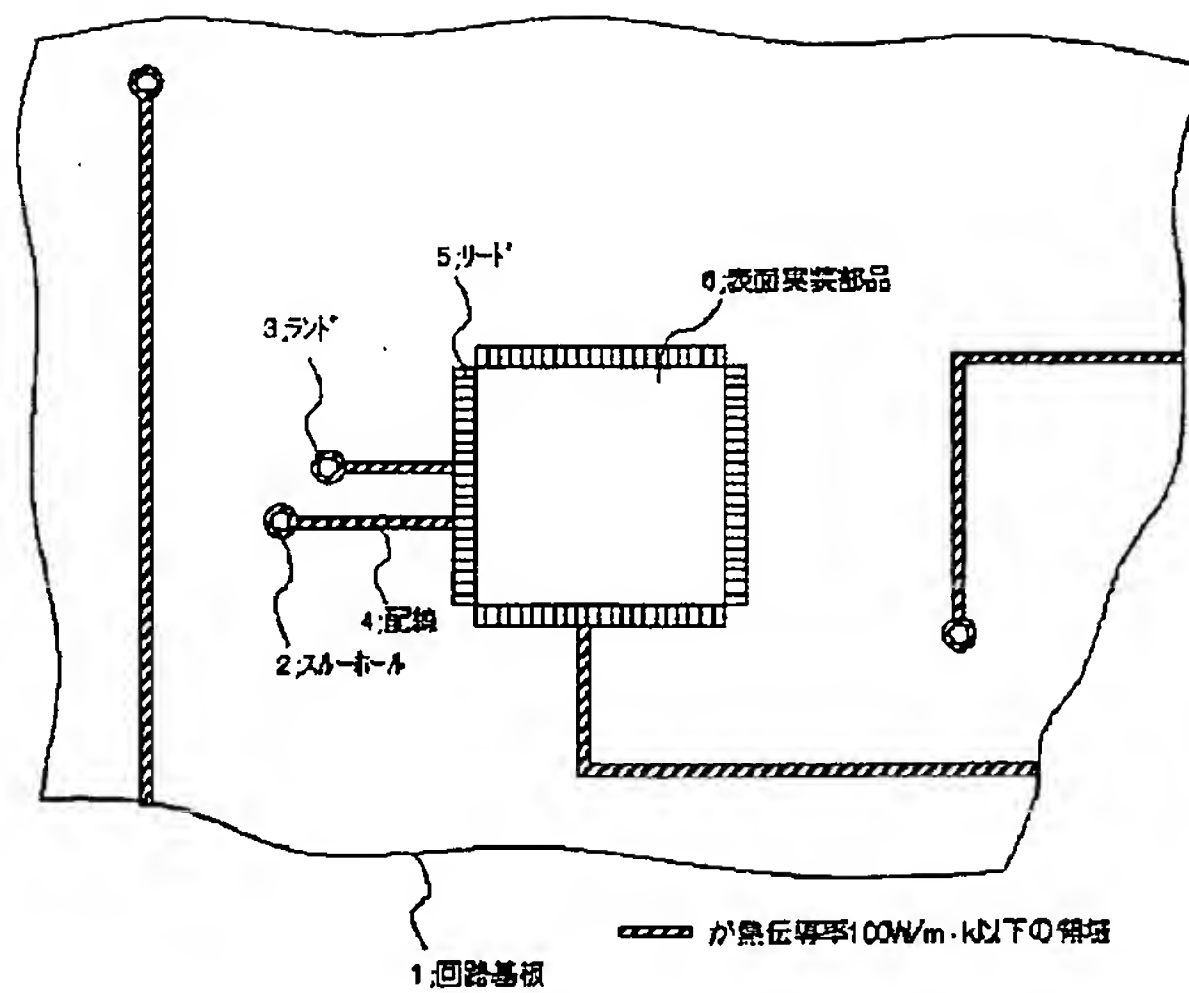 5;リード
6;表面実装部品
3;ランド
4;配線
2;スルーホール
が熱伝導率100W/m・k以下の領域
1;回路基板